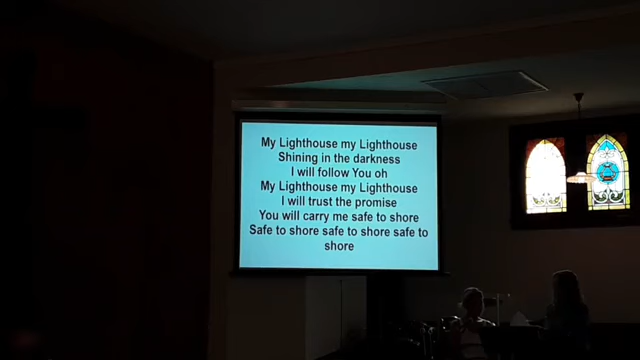 My Lighthouse my Lighthouse
Shining in the darkness
I will follow You oh
My Lighthouse my Lighthouse
I will trust the promise
You will carry me safe to shore
Safe to shore safe to shore safe to
shore